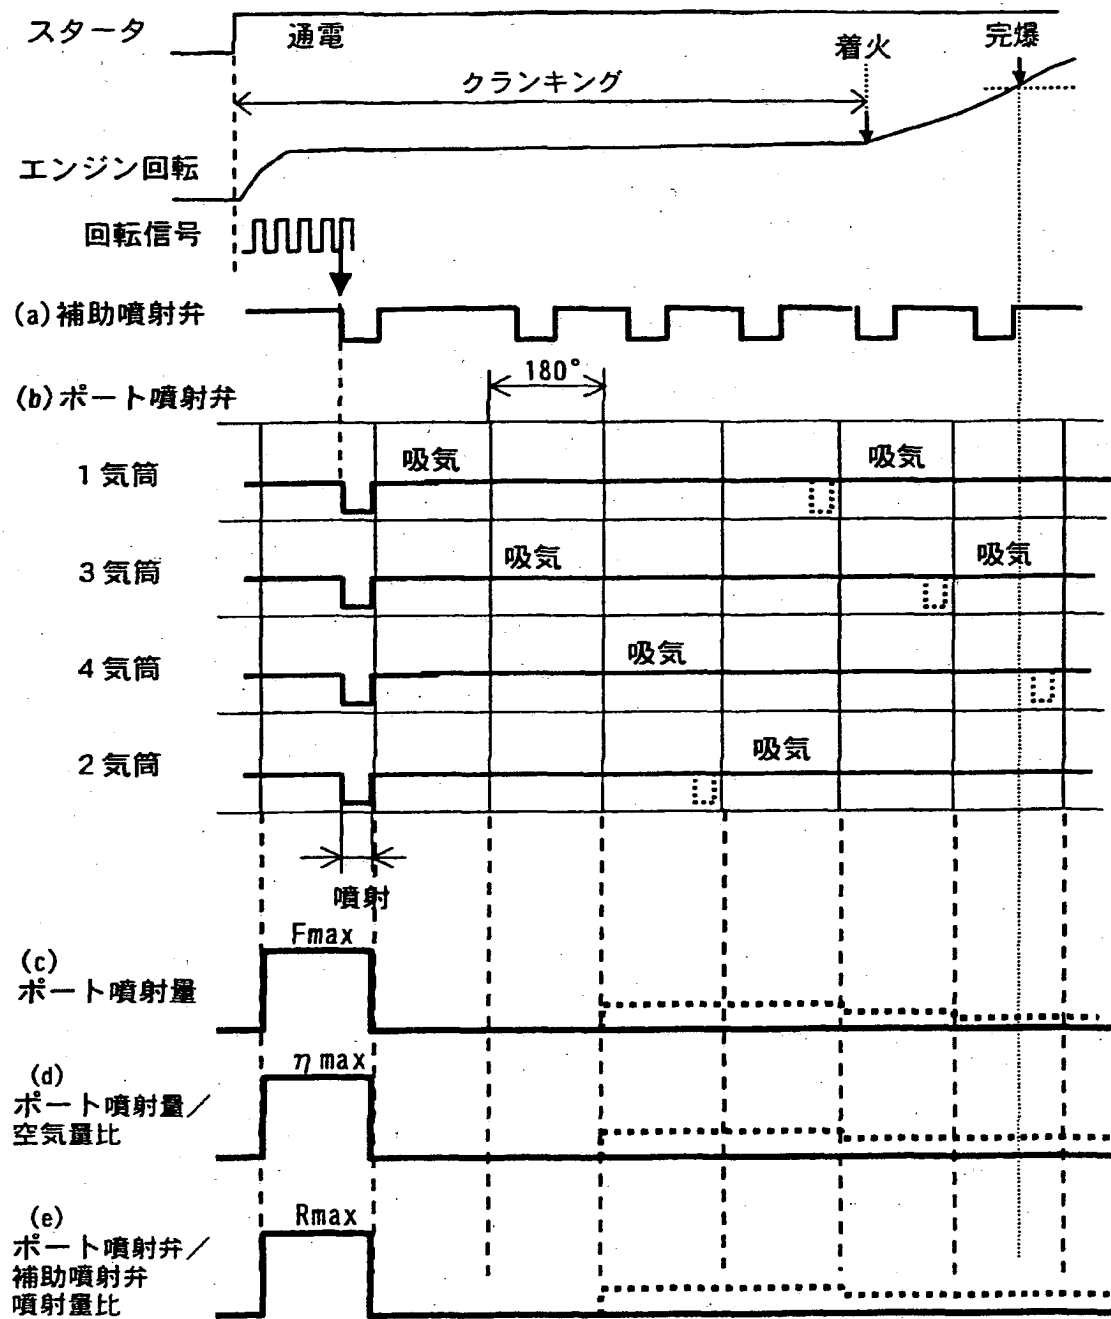 スタータ
通電
着火
完爆
クランキング
エンジン回転
回転信号
(a)補助噴射弁
180°
(b)ポート噴射弁
1気筒
吸気
吸気
3気筒
吸気
吸気
4気筒
吸気
2気筒
吸気
噴射
Fmax
(c)
ポート噴射量
ηmax
(d)
ポート噴射量／
空気量比
Rmax
(e)
ポート噴射弁／
補助噴射弁
噴射量比